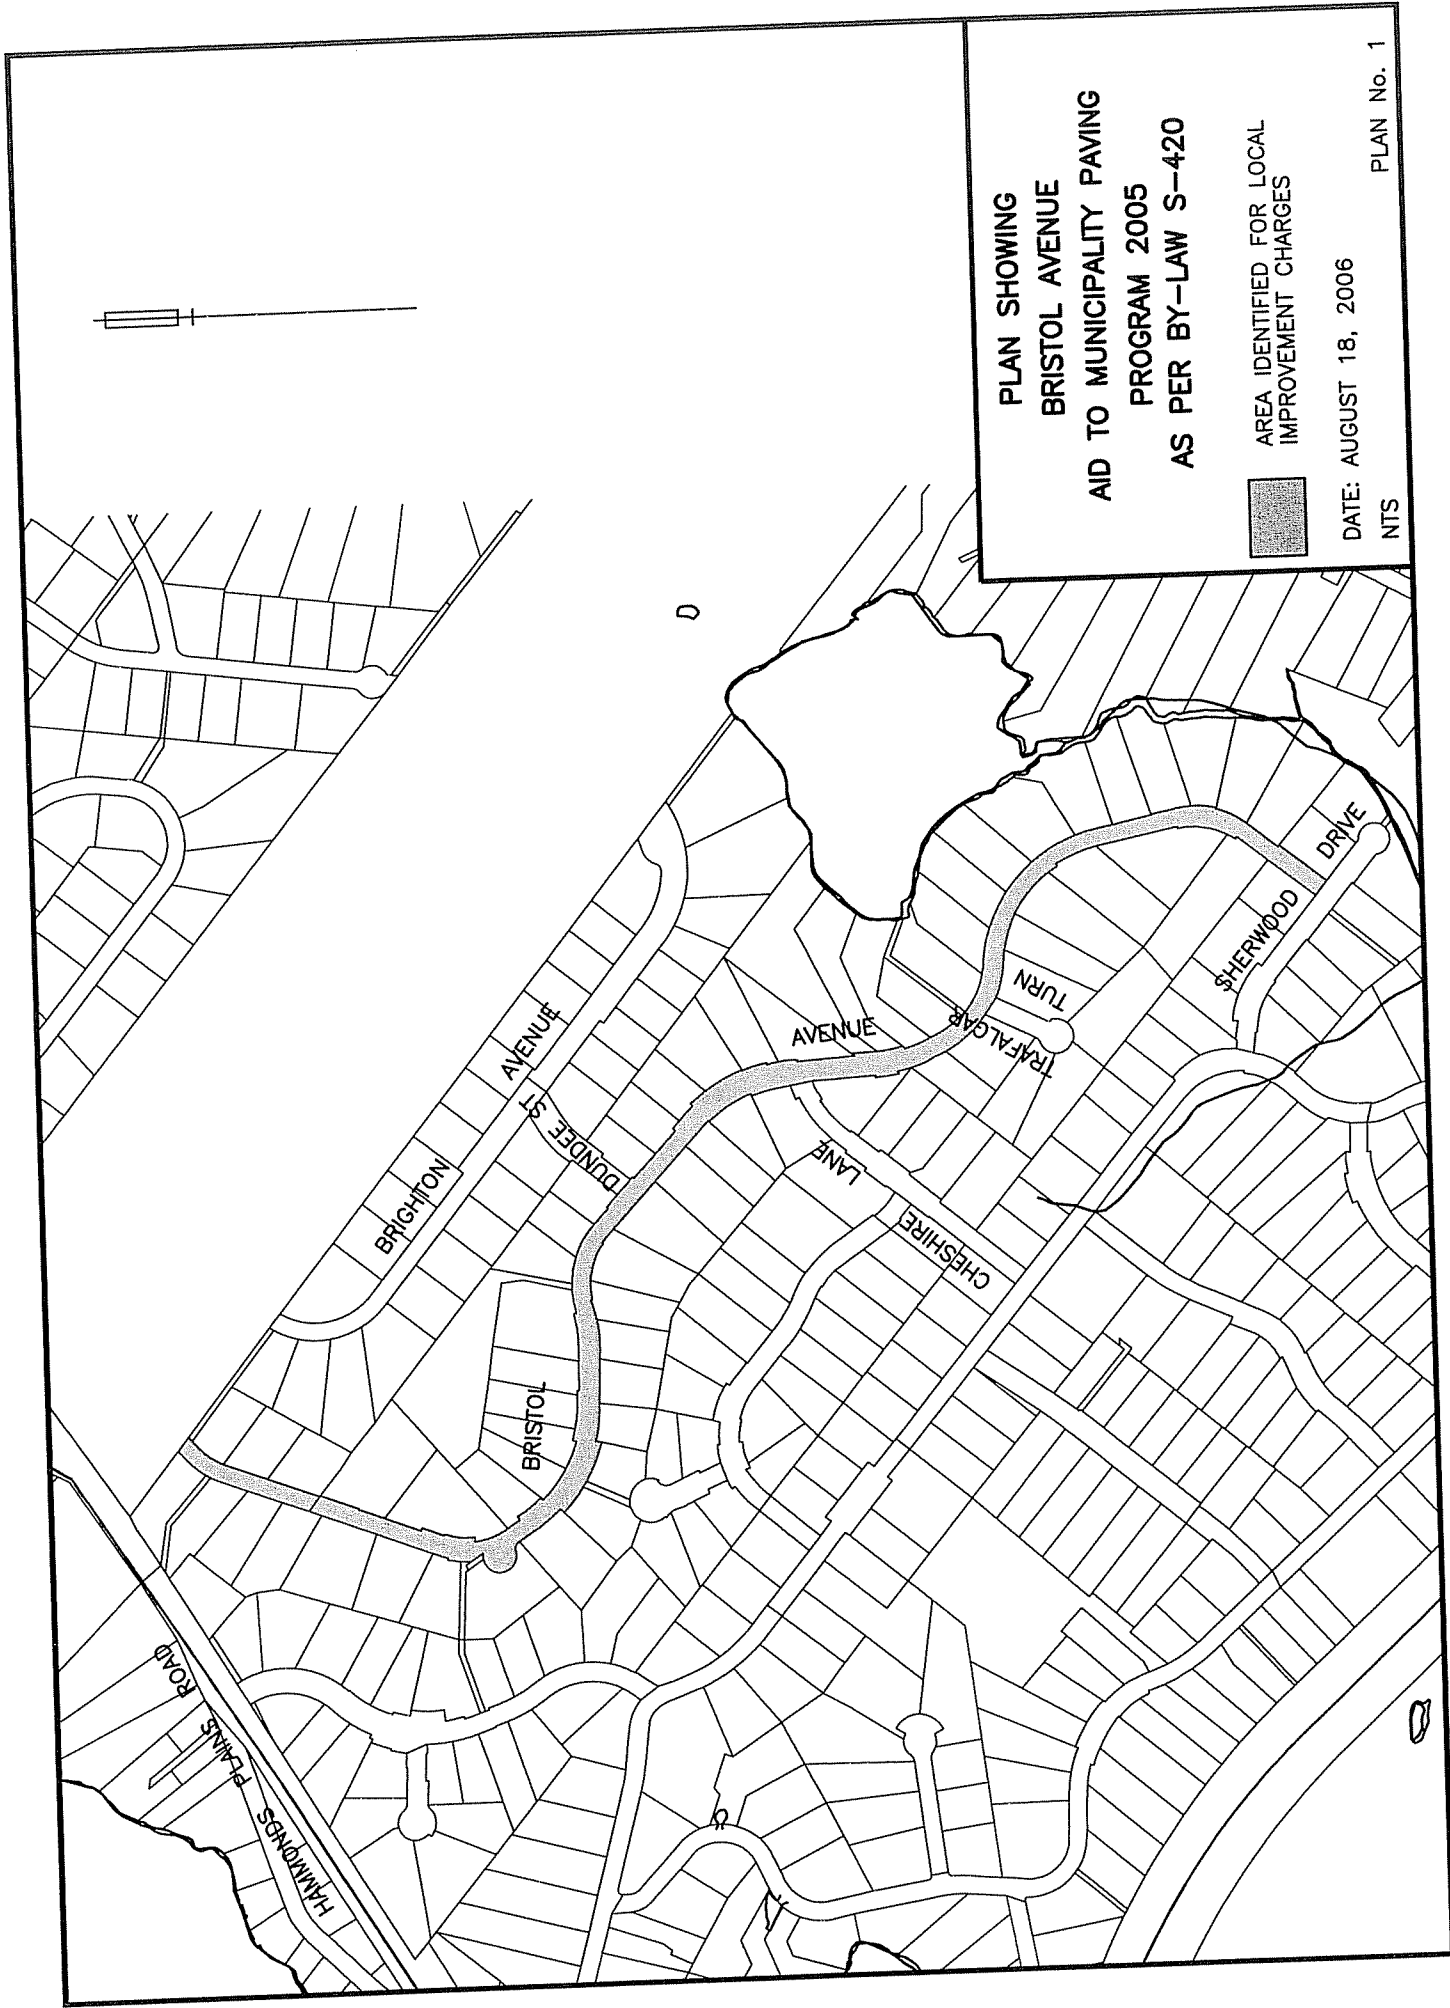 PLAN SHOWING
BRISTOL AVENUE
AID TO MUNICIPALITY PAVING
PROGRAM 2005
AS PER BY-LAW S-420
AREA IDENTIFIED FOR LOCAL
IMPROVEMENT CHARGES
DATE: AUGUST 18, 2006
NTS
PLAN No. 1
HAMMONDS PLAINS ROAD
BRISTOL AVENUE
BRIGHTON AVENUE
DUNDEE ST
CHESHIRE LANE
TRAFALGAR TURN
SHERWOOD DRIVE